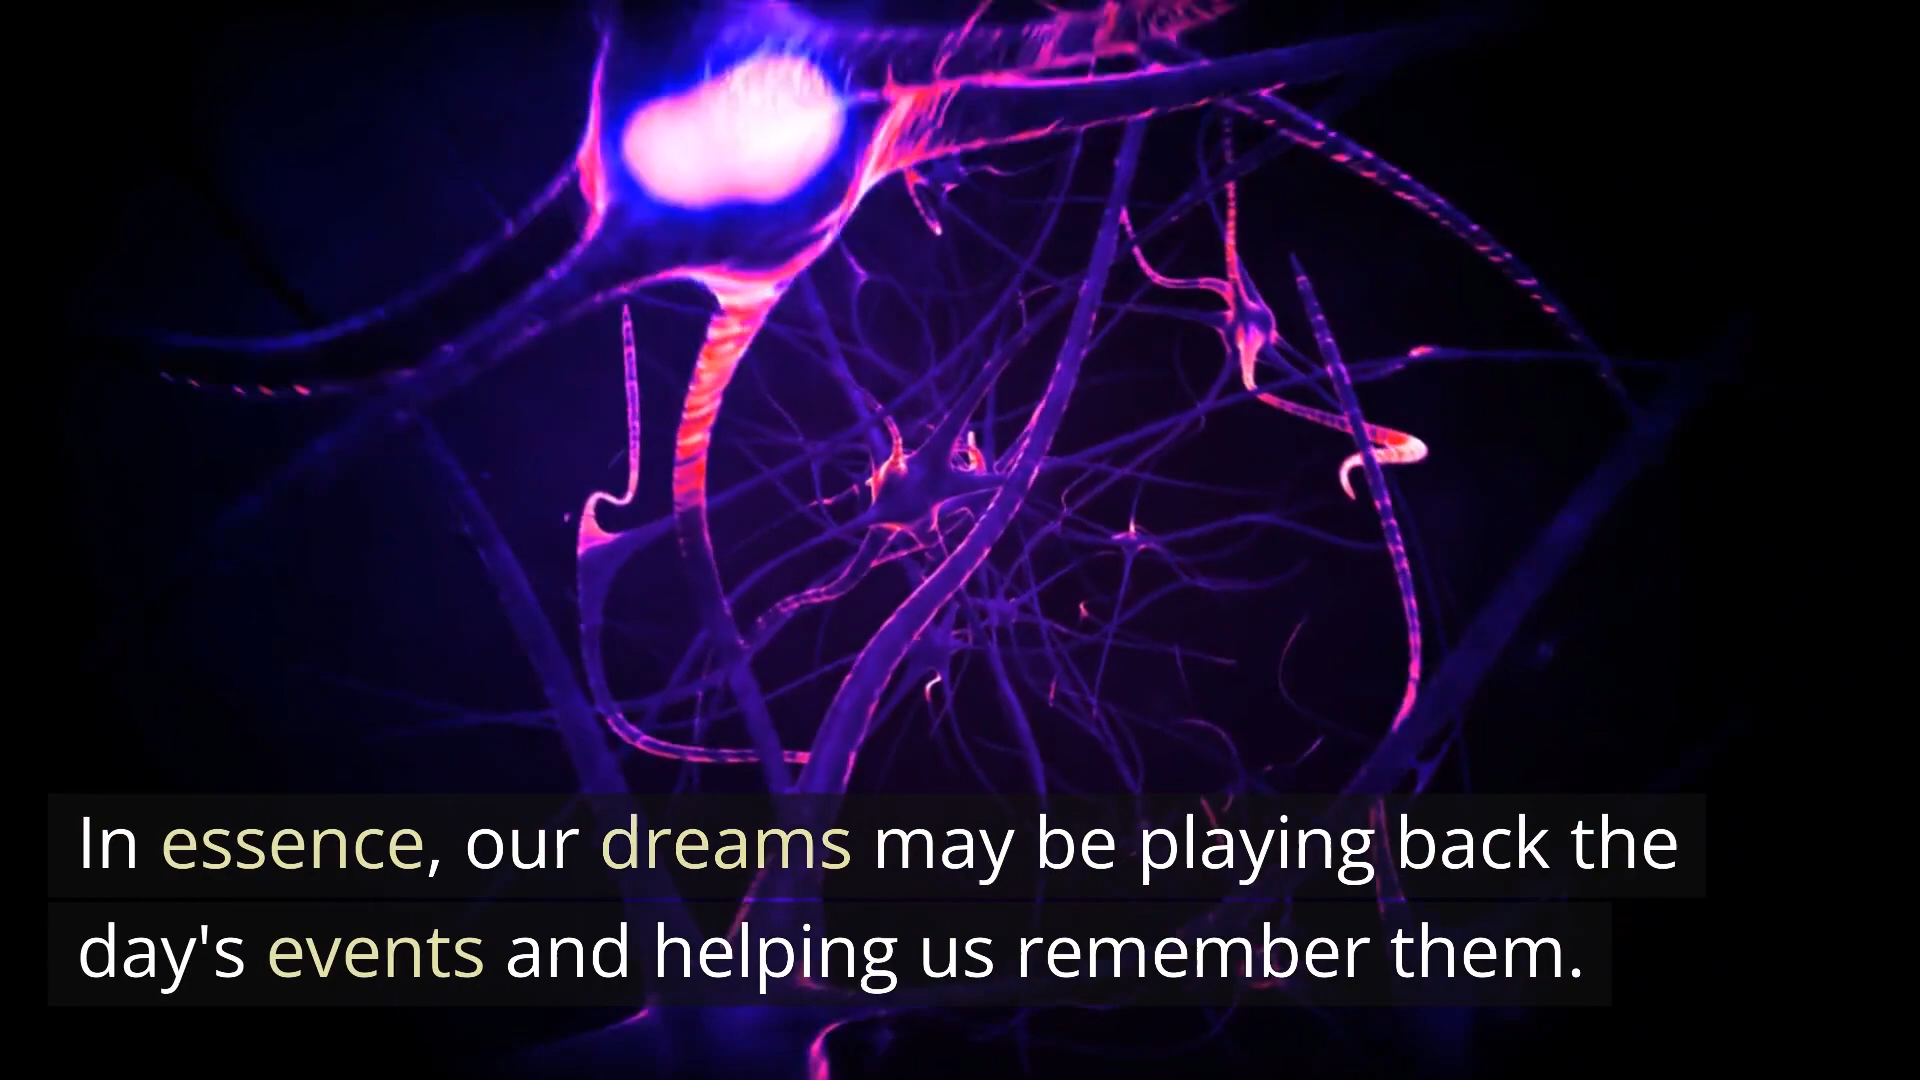 In essence, our dreams may be playing back the
day's events and helping us remember them.